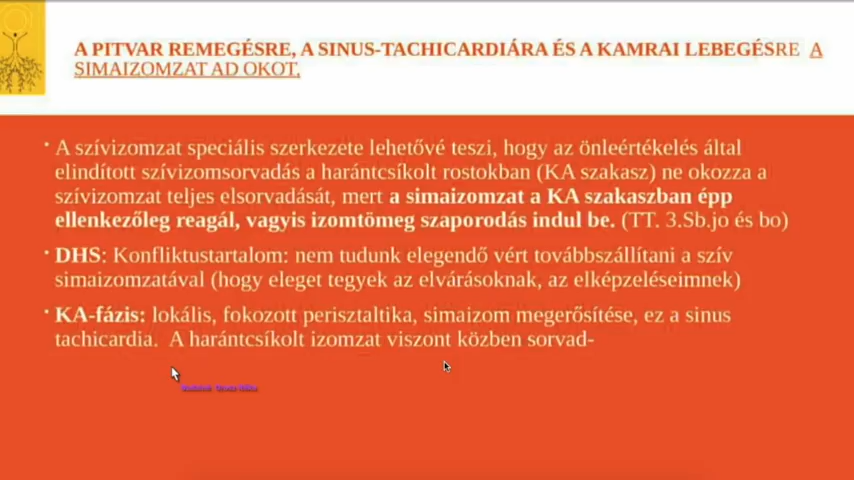 A PITVAR REMEGÉSRE, A SINUS-TACHICARDIÁRA ÉS A KAMRAI LEBEGÉSRE A
SIMAIZOMZAT AD OKOT.
· A szívizomzat speciális szerkezete lehetővé teszi, hogy az önleértékelés által
elindított szívizomsorvadás a harántcsíkolt rostokban (KA szakasz) ne okozza a
szívizomzat teljes elsorvadását, mert a simaizomzat a KA szakaszban épp
ellenkezőleg reagál, vagyis izomtömeg szaporodás indul be. (TT. 3.Sb.jo és bo)
· DHS: Konfliktustartalom: nem tudunk elegendő vért továbbszállítani a szív
simaizomzatával (hogy eleget tegyek az elvárásoknak, az elképzeléseimnek)
· KA-fázis: lokális, fokozott perisztaltika, simaizom megerősítése, ez a sinus
tachicardia. A harántcsíkolt izomzat viszont közben sorvad-